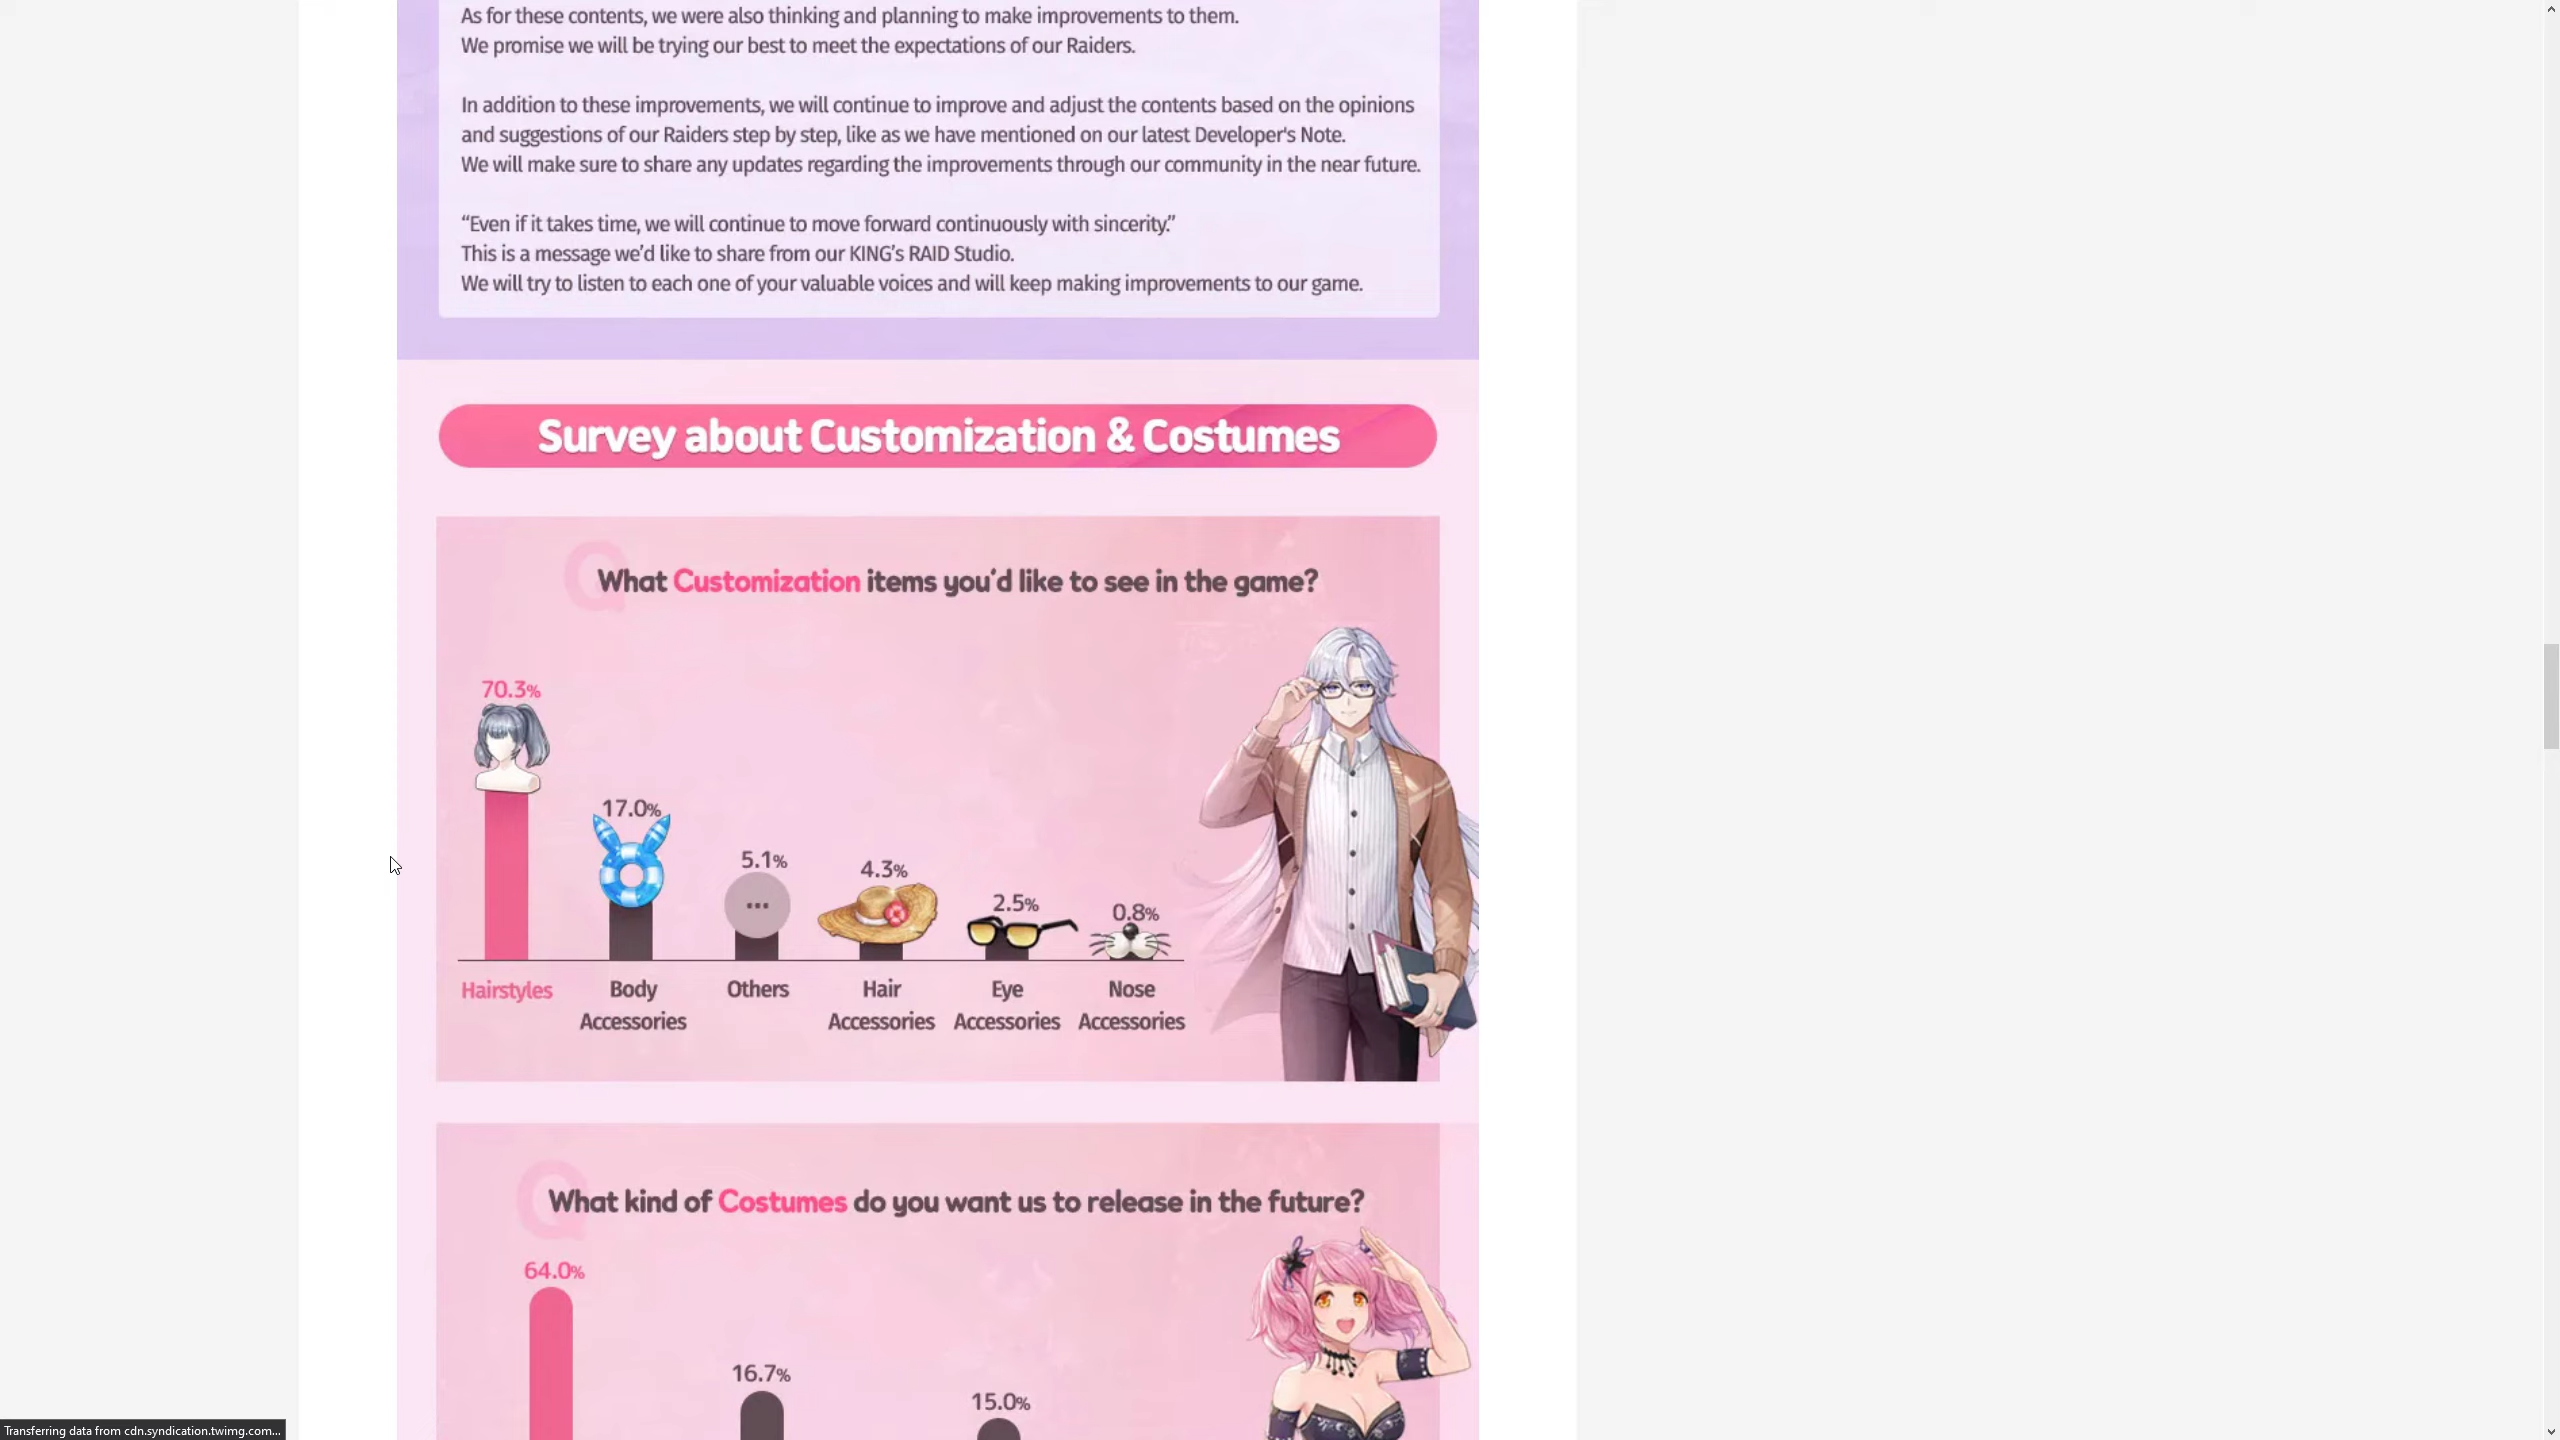 As for these contents, we were also thinking and planning to make improvements to them.
We promise we will be trying our best to meet the expectations of our Raiders.
In addition to these improvements, we will continue to improve and adjust the contents based on the opinions
and suggestions of our Raiders step by step, like as we have mentioned on our latest Developer's Note.
We will make sure to share any updates regarding the improvements through our community in the near future.
“Even if it takes time, we will continue to move forward continuously with sincerity.”
This is a message we’d like to share from our KING’s RAID Studio.
We will try to listen to each one of your valuable voices and will keep making improvements to our game.
Survey about Customization & Costumes
Q
What Customization items you’d like to see in the game?
70.3%
17.0%
5.1%
4.3%
2.5%
0.8%
Hairstyles
Body Accessories
Others
Hair Accessories
Eye Accessories
Nose Accessories
Q
What kind of Costumes do you want us to release in the future?
64.0%
16.7%
15.0%
Transferring data from cdn.syndication.twimg.com...